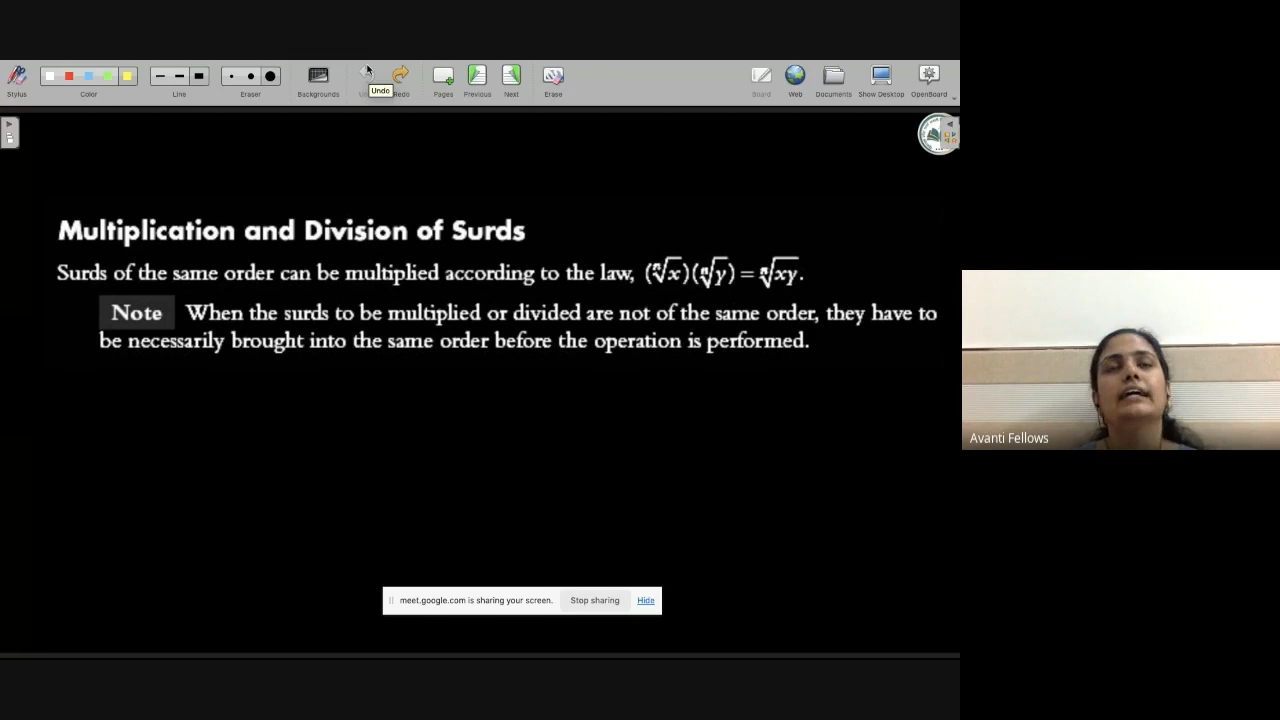 Stylus Color Line Eraser Backgrounds Redo Pages Previous Next Erase Board Web Documents Show Desktop OpenBoard
Undo
Multiplication and Division of Surds
Surds of the same order can be multiplied according to the law, (ⁿ√x)(ⁿ√y) = ⁿ√xy.
Note When the surds to be multiplied or divided are not of the same order, they have to
be necessarily brought into the same order before the operation is performed.
Avanti Fellows
meet.google.com is sharing your screen. Stop sharing Hide